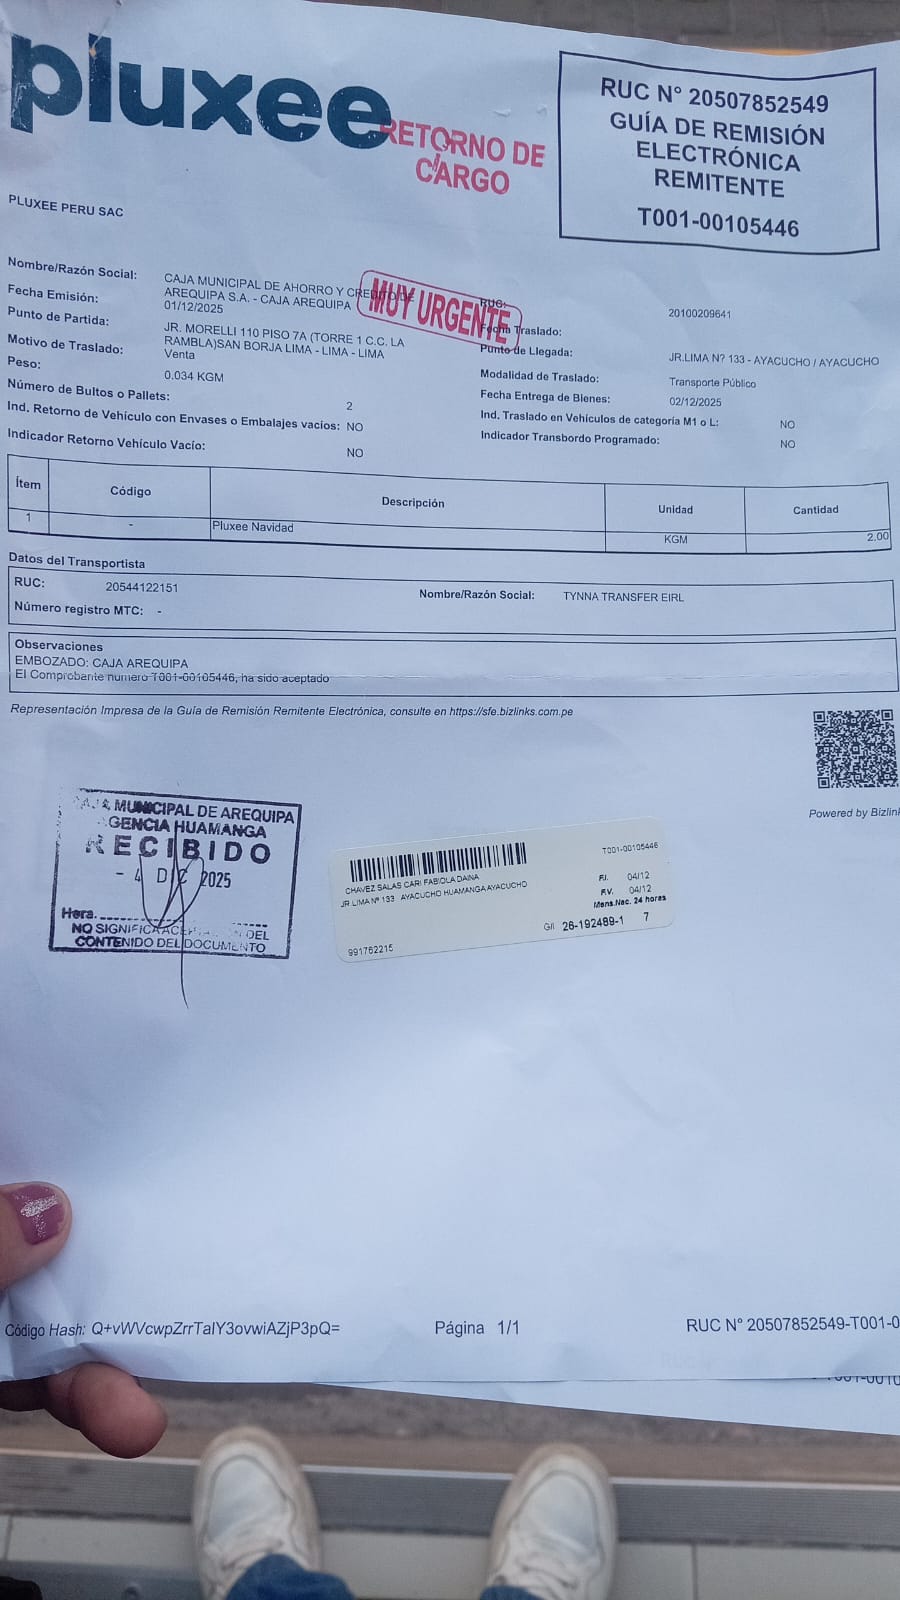 pluxee
RETORNO DE
CARGO
RUC N° 20507852549
GUÍA DE REMISIÓN
ELECTRÓNICA
REMITENTE
T001-00105446
PLUXEE PERU SAC
Nombre/Razón Social: CAJA MUNICIPAL DE AHORRO Y CREDITO DE
AREQUIPA S.A. - CAJA AREQUIPA
MUY URGENTE
RUC: 20100209641
Fecha Emisión: 01/12/2025
Fecha Traslado:
Punto de Partida: JR. MORELLI 110 PISO 7A (TORRE 1 C.C. LA
RAMBLA)SAN BORJA LIMA - LIMA - LIMA
Punto de Llegada: JR.LIMA N? 133 - AYACUCHO / AYACUCHO
Motivo de Traslado: Venta
Modalidad de Traslado: Transporte Público
Peso: 0.034 KGM
Fecha Entrega de Bienes: 02/12/2025
Número de Bultos o Pallets: 2
Ind. Traslado en Vehículos de categoría M1 o L: NO
Ind. Retorno de Vehículo con Envases o Embalajes vacíos: NO
Indicador Transbordo Programado: NO
Indicador Retorno Vehículo Vacío: NO
Ítem Código Descripción Unidad Cantidad
1 - Pluxee Navidad KGM 2.00
Datos del Transportista
RUC: 20544122151 Nombre/Razón Social: TYNNA TRANSFER EIRL
Número registro MTC: -
Observaciones
EMBOZADO: CAJA AREQUIPA
El Comprobante numero T001-00105446, ha sido aceptado
Representación Impresa de la Guía de Remisión Remitente Electrónica, consulte en https://sfe.bizlinks.com.pe
Powered by Bizlin
CAJA MUNICIPAL DE AREQUIPA
AGENCIA HUAMANGA
RECIBIDO
- 4 DIC 2025
Hora.
NO SIGNIFICA ACEPTACIÓN DEL
CONTENIDO DEL DOCUMENTO
T001-00105446
CHAVEZ SALAS CARI FABIOLA DAINA
JR LIMA Nº 133 AYACUCHO HUAMANGA AYACUCHO
F.I. 04/12
F.V. 04/12
Mens.Nac. 24 horas
G/I 26-192489-1 7
991762215
Código Hash: Q+vWVcwpZrrTaIY3ovwiAZjP3pQ=
Página 1/1
RUC N° 20507852549-T001-0